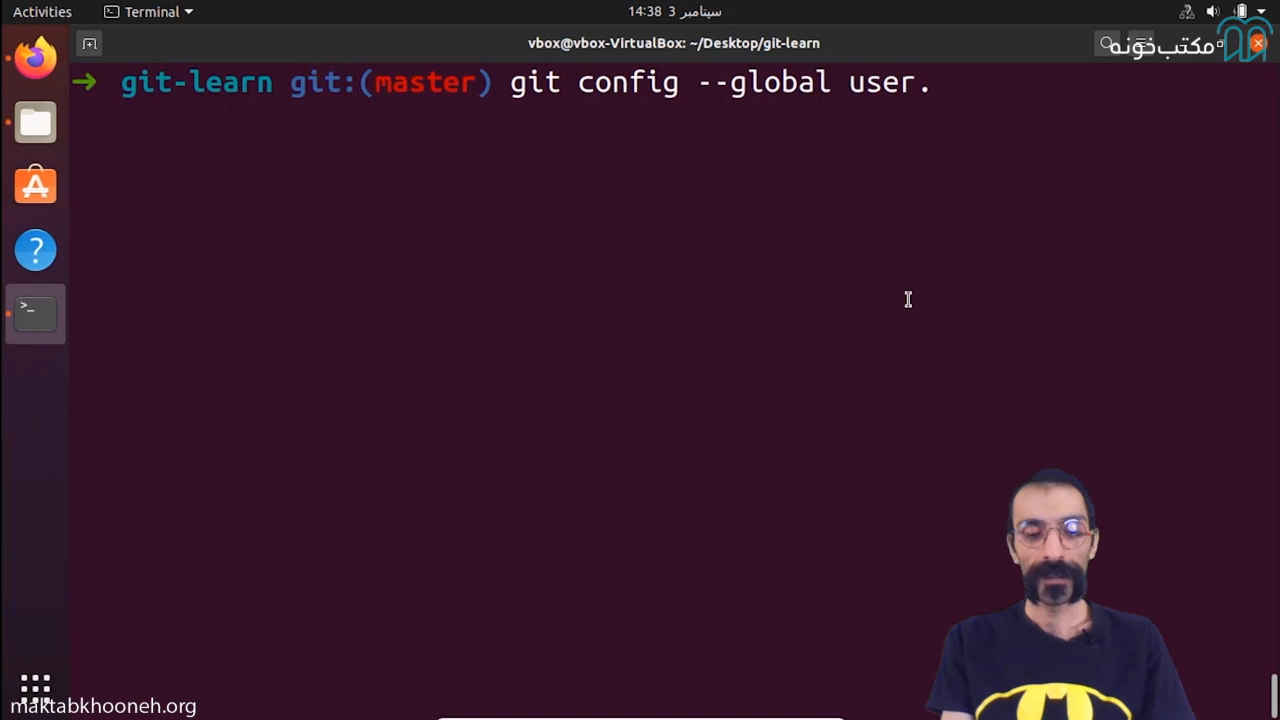 Activities
Terminal
سپتامبر 3 14:38
vbox@vbox-VirtualBox: ~/Desktop/git-learn
مکتب‌خونه
➜ git-learn git:(master) git config --global user.
maktabkhooneh.org